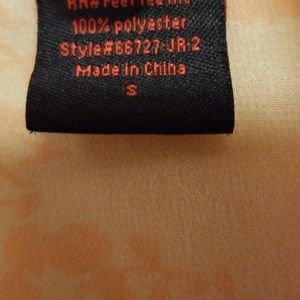 100% polyester
Style#66727-JR-2
Made in China
S